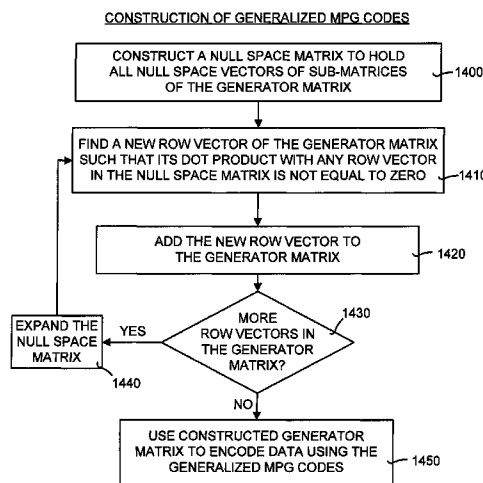 CONSTRUCTION OF GENERALIZED MPG CODES
CONSTRUCT A NULL SPACE MATRIX TO HOLD
ALL NULL SPACE VECTORS OF SUB-MATRICES
OF THE GENERATOR MATRIX
1400
FIND A NEW ROW VECTOR OF THE GENERATOR MATRIX
SUCH THAT ITS DOT PRODUCT WITH ANY ROW VECTOR
IN THE NULL SPACE MATRIX IS NOT EQUAL TO ZERO
1410
ADD THE NEW ROW VECTOR TO
THE GENERATOR MATRIX
1420
MORE
ROW VECTORS IN
THE GENERATOR
MATRIX?
1430
YES
EXPAND THE
NULL SPACE
MATRIX
1440
NO
USE CONSTRUCTED GENERATOR
MATRIX TO ENCODE DATA USING THE
GENERALIZED MPG CODES
1450